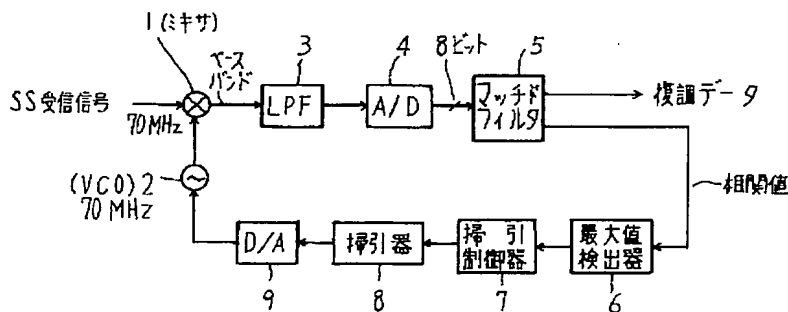 1(ミキサ)
ベース
バンド
3
4
8ビット
5
SS受信信号
70MHz
LPF
A/D
マッチド
フィルタ
復調データ
(VCO)2
70MHz
相関値
D/A
掃引器
掃引
制御器
最大値
検出器
9
8
7
6